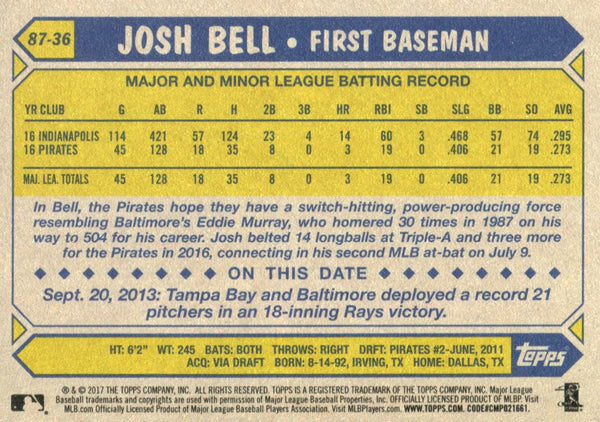 87-36
JOSH BELL • FIRST BASEMAN
MAJOR AND MINOR LEAGUE BATTING RECORD
YR CLUB G AB R H 2B 3B HR RBI SB SLG BB SO AVG
16 INDIANAPOLIS 114 421 57 124 23 4 14 60 3 .468 57 74 .295
16 PIRATES 45 128 18 35 8 0 3 19 0 .406 21 19 .273
MAJ. LEA. TOTALS 45 128 18 35 8 0 3 19 0 .406 21 19 .273
In Bell, the Pirates hope they have a switch-hitting, power-producing force
resembling Baltimore's Eddie Murray, who homered 30 times in 1987 on
his way to 504 for his career. Josh belted 14 longballs at Triple-A and three more
for the Pirates in 2016, connecting in his second MLB at-bat on July 9.
ON THIS DATE
Sept. 20, 2013: Tampa Bay and Baltimore deployed a record 21
pitchers in an 18-inning Rays victory.
HT: 6'2" WT: 245 BATS: BOTH THROWS: RIGHT DRFT: PIRATES #2-JUNE, 2011
ACQ: VIA DRAFT BORN: 8-14-92, IRVING, TX HOME: DALLAS, TX
Topps
® & © 2017 THE TOPPS COMPANY, INC. ALL RIGHTS RESERVED. TOPPS IS A REGISTERED TRADEMARK OF THE TOPPS COMPANY, INC. Major League
Baseball trademarks and copyrights are used with permission of Major League Baseball Properties, Inc. OFFICIALLY LICENSED PRODUCT OF MLBP. Visit
MLB.com OFFICIALLY LICENSED Product of Major League Baseball Players Association. Visit MLBPlayers.com. WWW.TOPPS.COM. CODE#CMP021661.